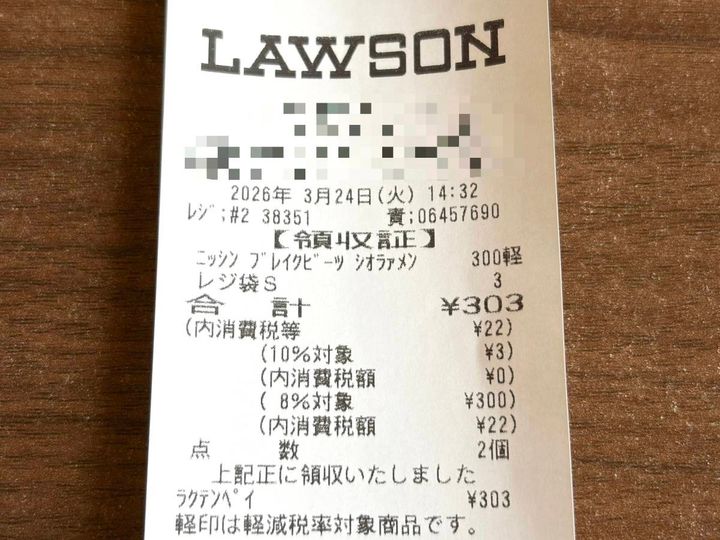 LAWSON
2026年 3月24日(火) 14:32
レジ:#2 38351 責:06457690
【領収証】
ニッシン ブレイクビーツ シオラァメン 300軽
レジ袋S 3
合 計 ¥303
(内消費税等 ¥22)
(10%対象 ¥3)
(内消費税額 ¥0)
( 8%対象 ¥300)
(内消費税額 ¥22)
点 数 2個
上記正に領収いたしました
ラクテンペイ ¥303
軽印は軽減税率対象商品です。